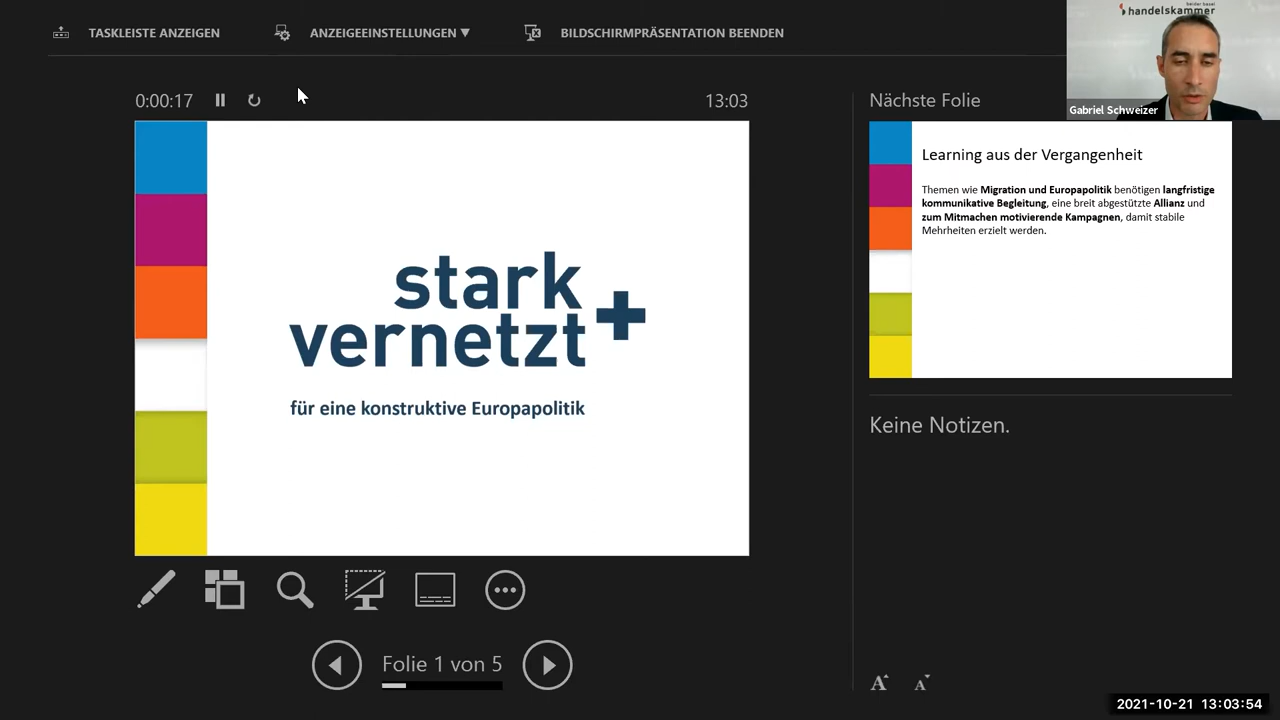 TASKLEISTE ANZEIGEN
ANZEIGEEINSTELLUNGEN ▼
BILDSCHIRMPRÄSENTATION BEENDEN
beider basel
handelskammer
Gabriel Schweizer
0:00:17
13:03
stark
vernetzt+
für eine konstruktive Europapolitik
Nächste Folie
Learning aus der Vergangenheit
Themen wie Migration und Europapolitik benötigen langfristige
kommunikative Begleitung, eine breit abgestützte Allianz und
zum Mitmachen motivierende Kampagnen, damit stabile
Mehrheiten erzielt werden.
Keine Notizen.
Folie 1 von 5
A A
2021-10-21 13:03:54